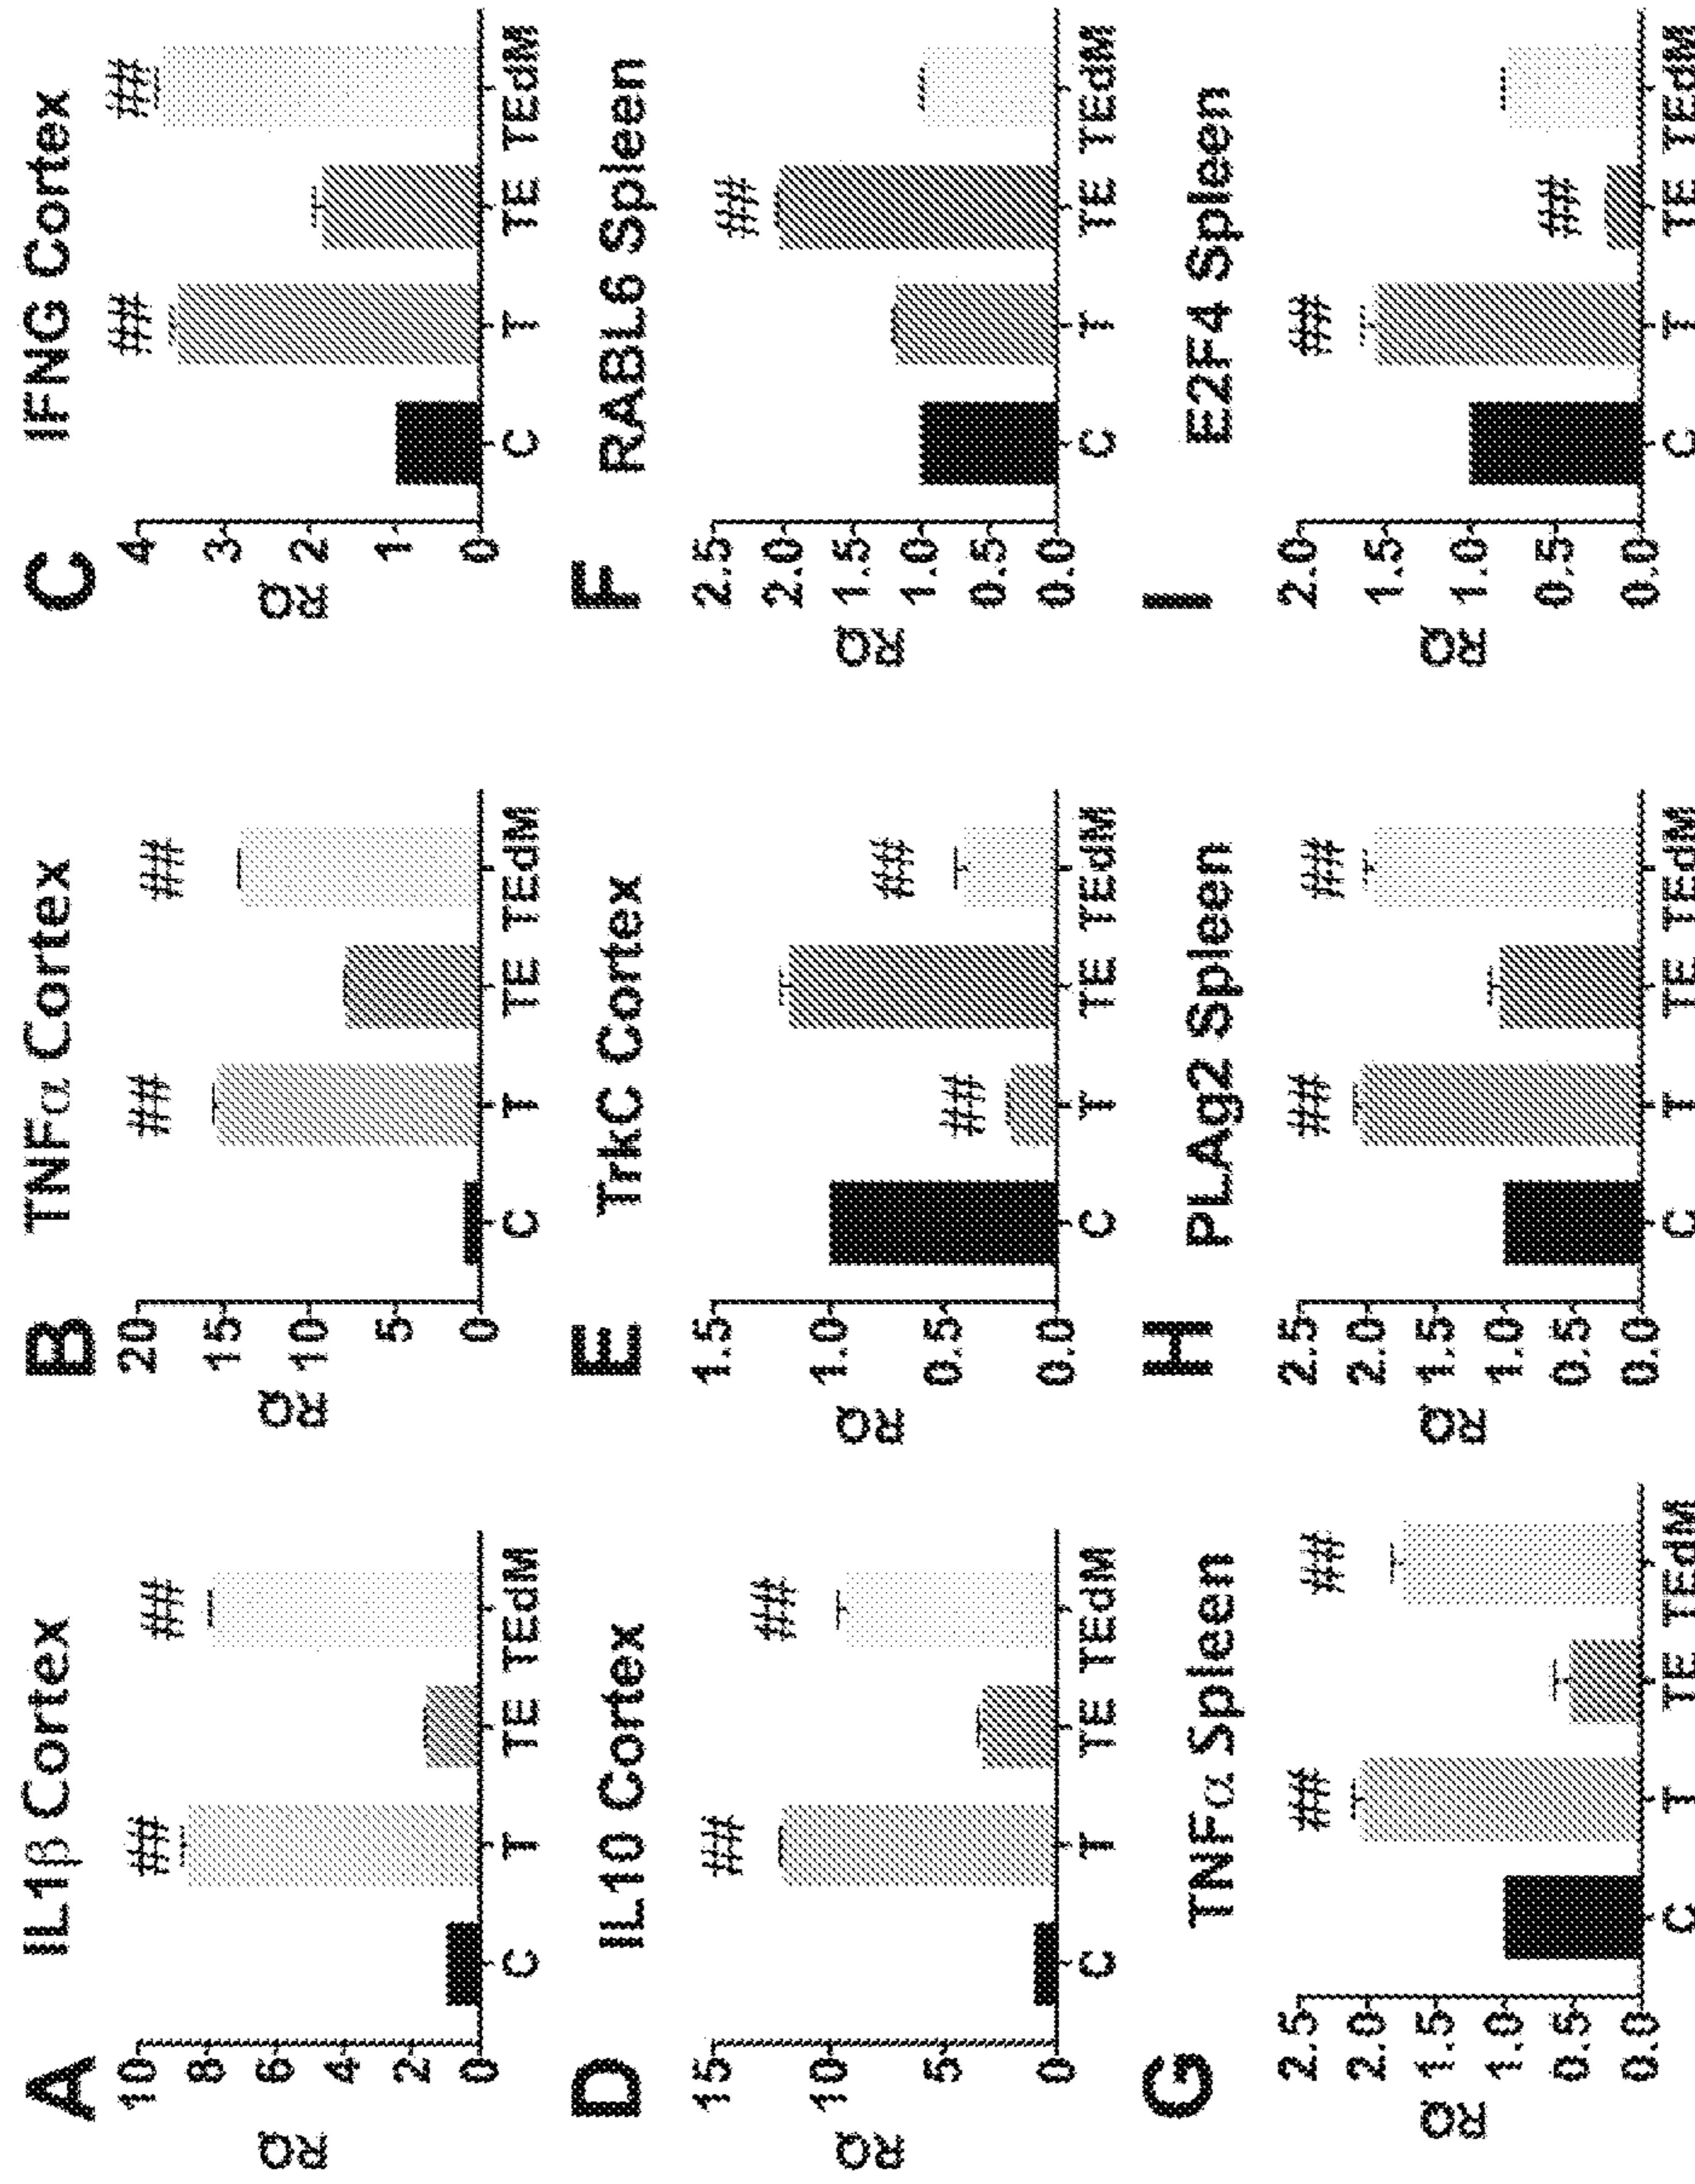 A IL1β Cortex
RQ
10
8
6
4
2
0
##
##
C T TE TEdM
B TNFα Cortex
RQ
20
15
10
5
0
##
##
C T TE TEdM
C IFNG Cortex
RQ
4
3
2
1
0
##
##
C T TE TEdM
D IL10 Cortex
RQ
15
10
5
0
##
##
C T TE TEdM
E TrkC Cortex
RQ
1.5
1.0
0.5
0.0
##
##
C T TE TEdM
F RABL6 Spleen
RQ
2.5
2.0
1.5
1.0
0.5
0.0
##
C T TE TEdM
G TNFα Spleen
RQ
2.5
2.0
1.5
1.0
0.5
0.0
##
##
C T TE TEdM
H PLAg2 Spleen
RQ
2.5
2.0
1.5
1.0
0.5
0.0
##
##
C T TE TEdM
I E2F4 Spleen
RQ
2.0
1.5
1.0
0.5
0.0
##
##
C T TE TEdM